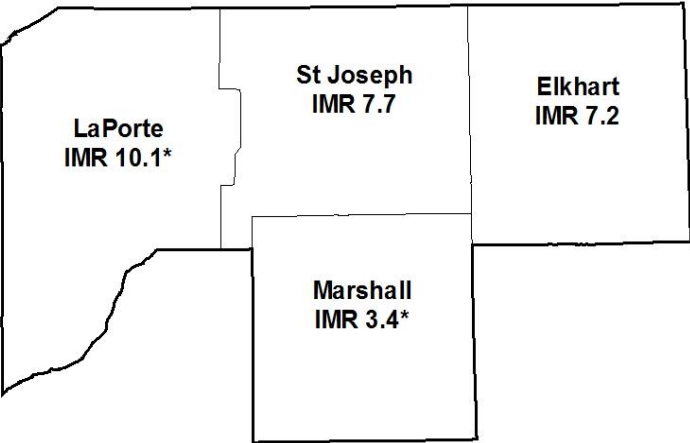 St Joseph
IMR 7.7
Elkhart
IMR 7.2
LaPorte
IMR 10.1*
Marshall
IMR 3.4*